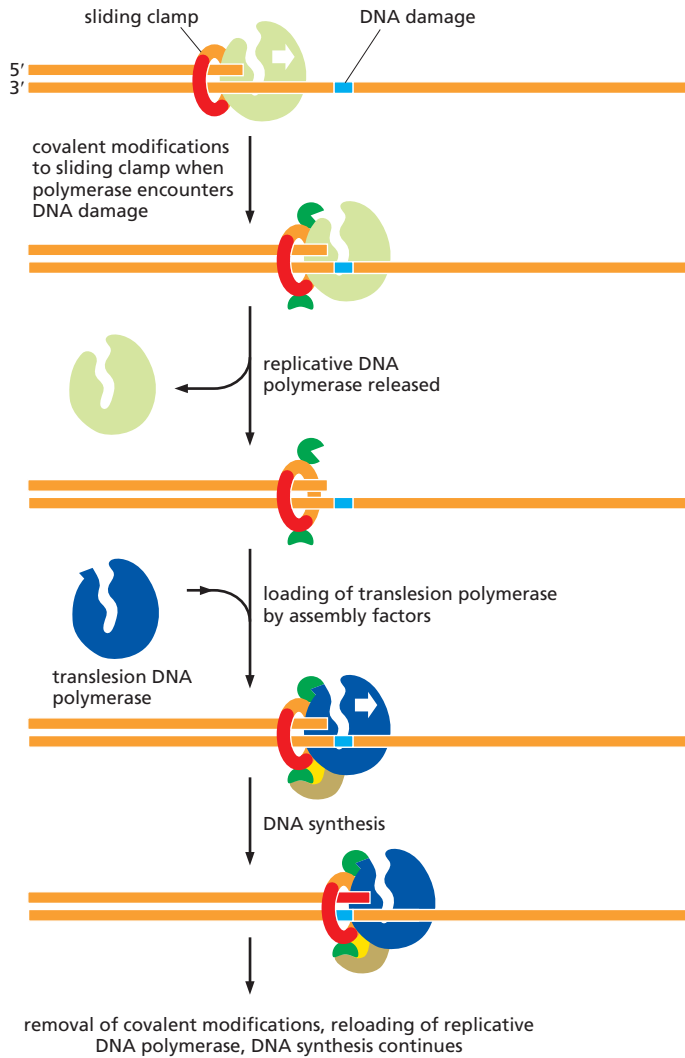 sliding clamp
DNA damage
5′
3′
covalent modifications
to sliding clamp when
polymerase encounters
DNA damage
replicative DNA
polymerase released
loading of translesion polymerase
by assembly factors
translesion DNA
polymerase
DNA synthesis
removal of covalent modifications, reloading of replicative
DNA polymerase, DNA synthesis continues